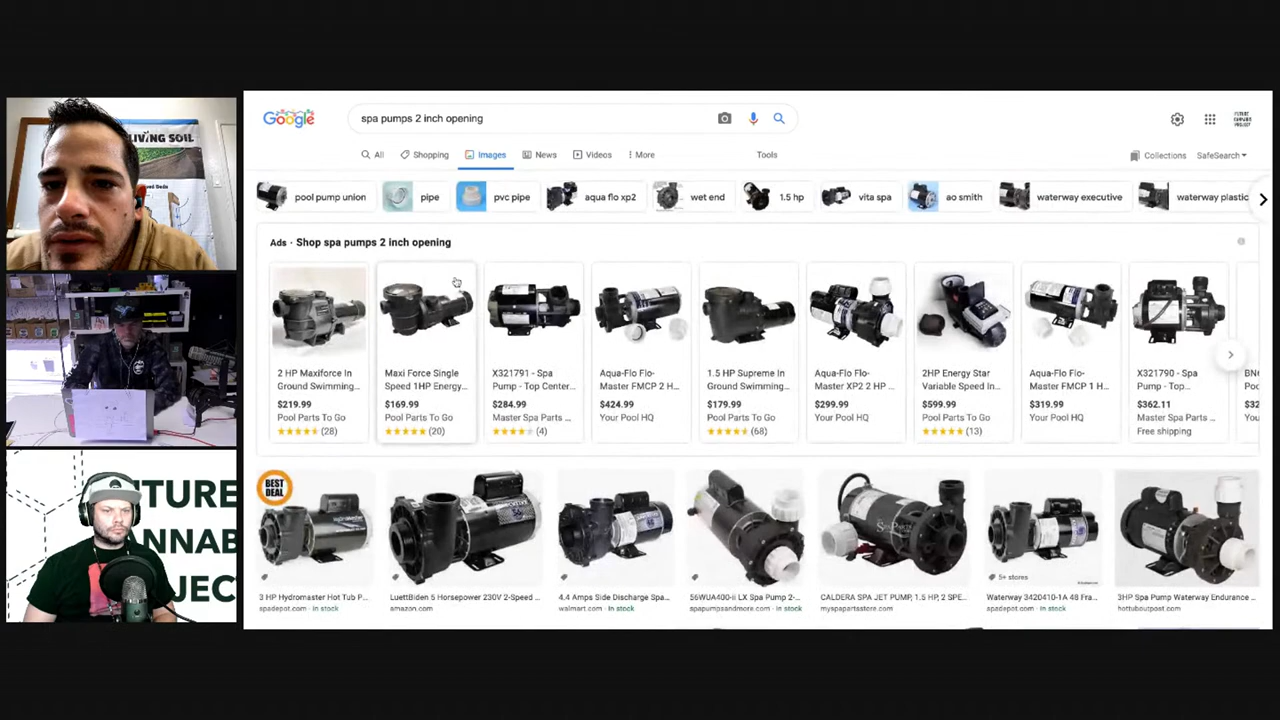 LIVING SOIL
UTURE
ANNAB
OJEC
Google
spa pumps 2 inch opening
FUTURE
CANNABIS
PROJECT
All
Shopping
Images
News
Videos
More
Tools
Collections
SafeSearch
pool pump union
pipe
pvc pipe
aqua flo xp2
wet end
1.5 hp
vita spa
ao smith
waterway executive
waterway plastic
Ads · Shop spa pumps 2 inch opening
2 HP Maxiforce In
Ground Swimming...
$219.99
Pool Parts To Go
(28)
Maxi Force Single
Speed 1HP Energy...
$169.99
Pool Parts To Go
(20)
X321791 - Spa
Pump - Top Center...
$284.99
Master Spa Parts ...
(4)
Aqua-Flo Flo-
Master FMCP 2 H...
$424.99
Your Pool HQ
1.5 HP Supreme In
Ground Swimming...
$179.99
Pool Parts To Go
(68)
Aqua-Flo Flo-
Master XP2 2 HP ...
$299.99
Your Pool HQ
2HP Energy Star
Variable Speed In...
$599.99
Pool Parts To Go
(13)
Aqua-Flo Flo-
Master FMCP 1 H...
$319.99
Your Pool HQ
X321790 - Spa
Pump - Top...
$362.11
Master Spa Parts ...
Free shipping
$32
BEST
DEAL
3 HP Hydromaster Hot Tub P...
spadepot.com · In stock
LuettBiden 5 Horsepower 230V 2-Speed ...
amazon.com
4.4 Amps Side Discharge Spa...
walmart.com · In stock
56WUA400-ii LX Spa Pump 2-...
spapumpsandmore.com · In stock
CALDERA SPA JET PUMP, 1.5 HP, 2 SPE...
myspapartsstore.com
5+ stores
Waterway 3420410-1A 48 Fra...
spadepot.com · In stock
3HP Spa Pump Waterway Endurance ...
hottuboutpost.com